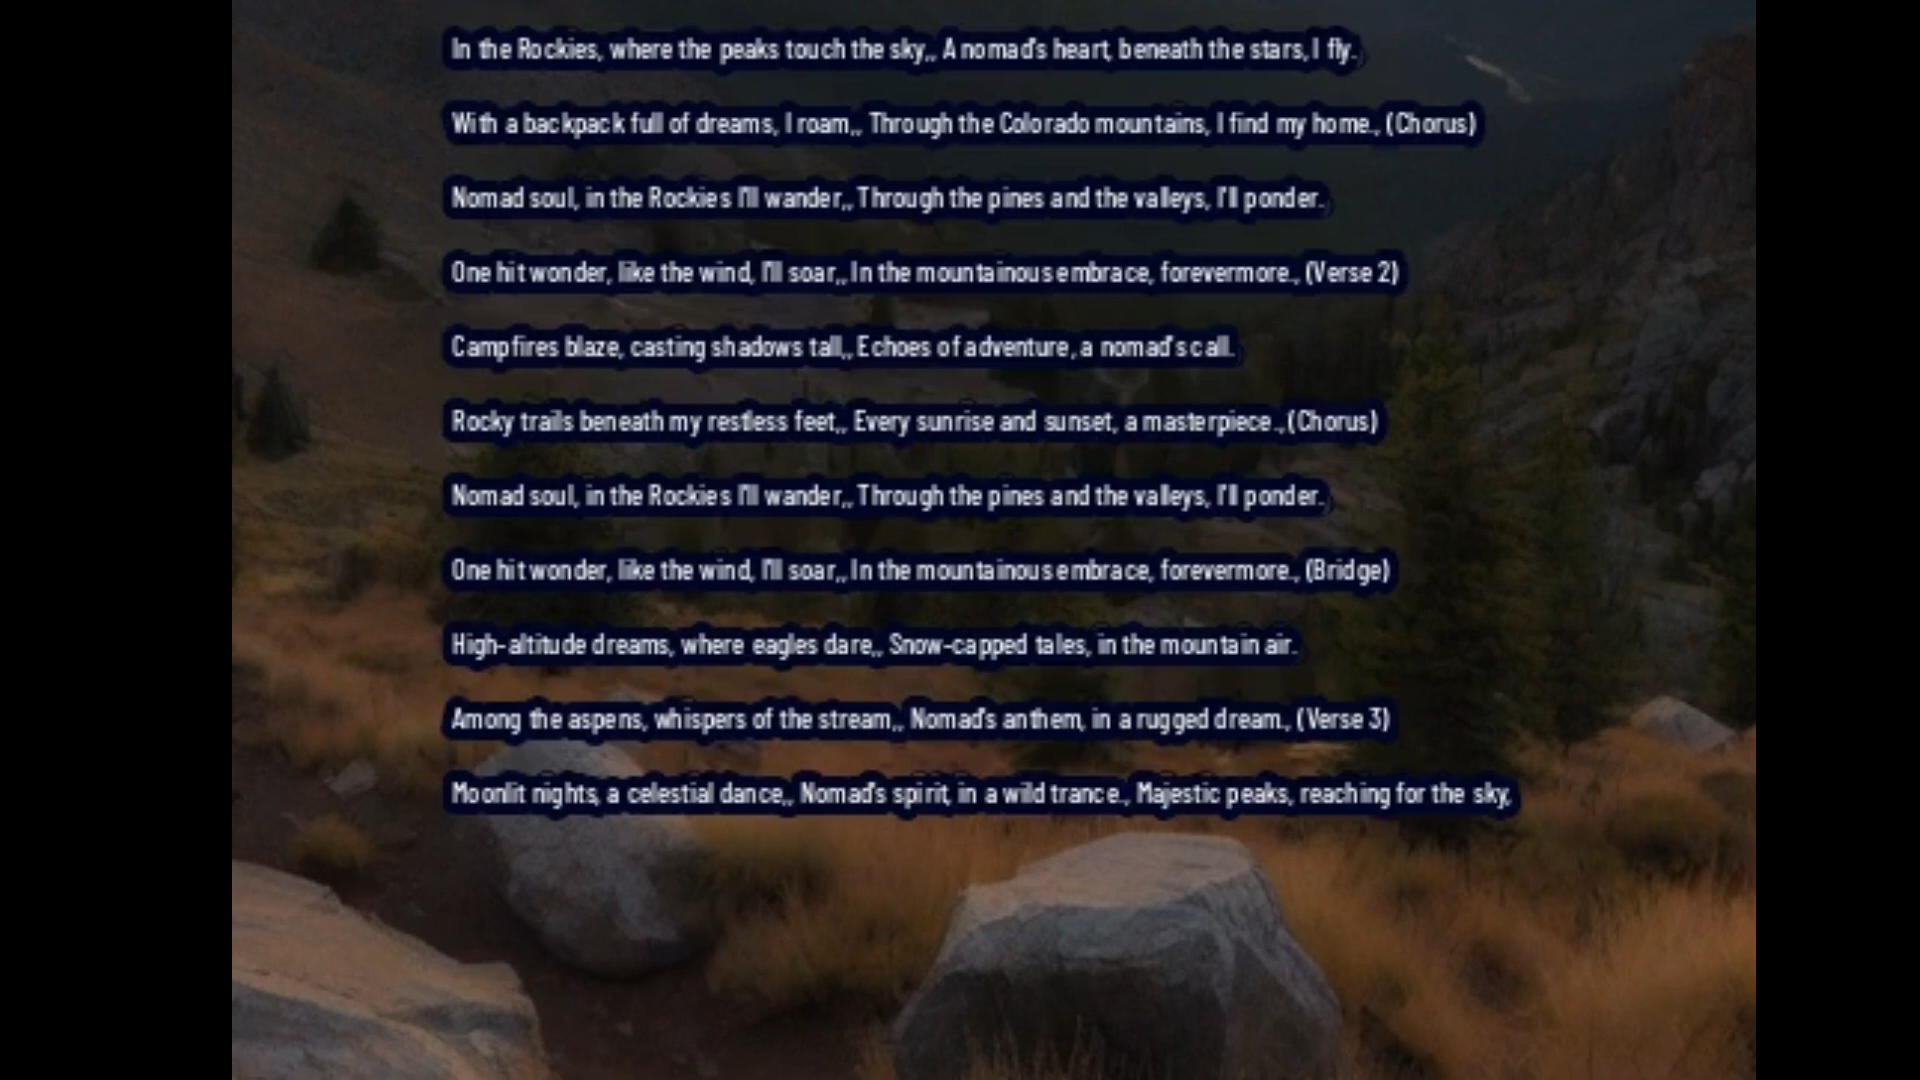 In the Rockies, where the peaks touch the sky,, A nomad's heart, beneath the stars, I fly.
With a backpack full of dreams, I roam,, Through the Colorado mountains, I find my home., (Chorus)
Nomad soul, in the Rockies I'll wander,, Through the pines and the valleys, I'll ponder.
One hit wonder, like the wind, I'll soar,, In the mountainous embrace, forevermore., (Verse 2)
Campfires blaze, casting shadows tall,, Echoes of adventure, a nomad's call.
Rocky trails beneath my restless feet,, Every sunrise and sunset, a masterpiece., (Chorus)
Nomad soul, in the Rockies I'll wander,, Through the pines and the valleys, I'll ponder.
One hit wonder, like the wind, I'll soar,, In the mountainous embrace, forevermore., (Bridge)
High-altitude dreams, where eagles dare,, Snow-capped tales, in the mountain air.
Among the aspens, whispers of the stream,, Nomad's anthem, in a rugged dream., (Verse 3)
Moonlit nights, a celestial dance,, Nomad's spirit, in a wild trance., Majestic peaks, reaching for the sky,